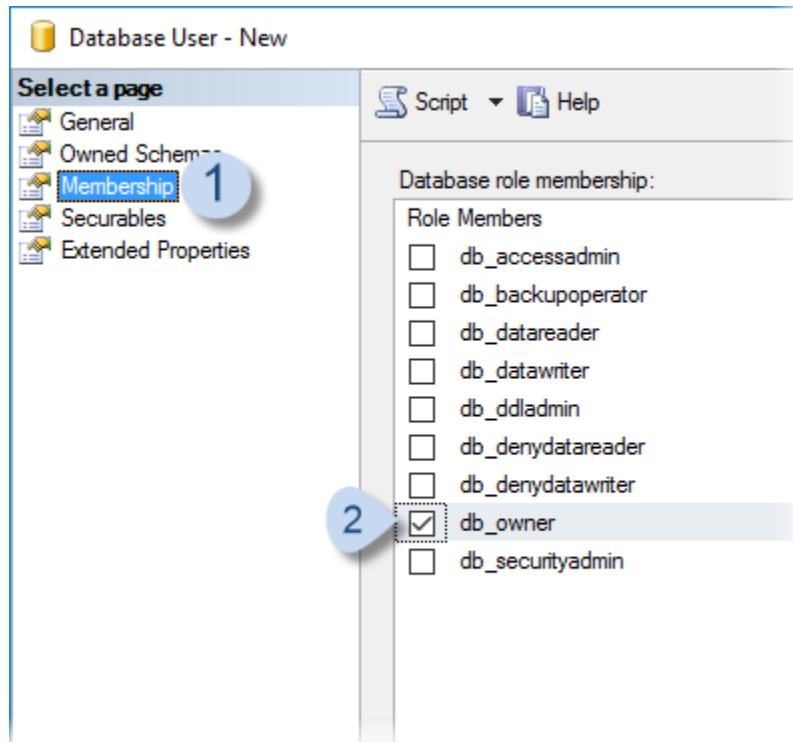 Database User - New
Select a page
General
Owned Schemas
Membership
Securables
Extended Properties
1
Script
Help
Database role membership:
Role Members
db_accessadmin
db_backupoperator
db_datareader
db_datawriter
db_ddladmin
db_denydatareader
db_denydatawriter
2
db_owner
db_securityadmin